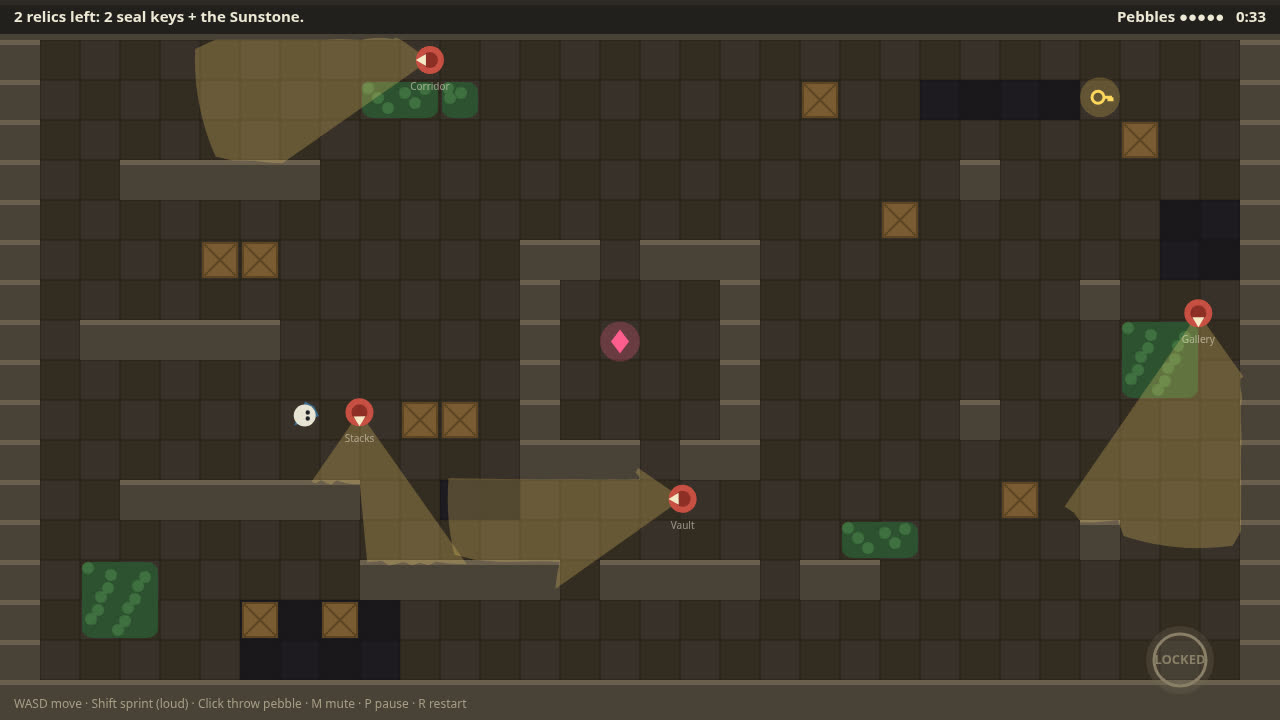 2 relics left: 2 seal keys + the Sunstone.
Pebbles ●●●●● 0:33
Corridor
Gallery
Stacks
Vault
LOCKED
WASD move · Shift sprint (loud) · Click throw pebble · M mute · P pause · R restart